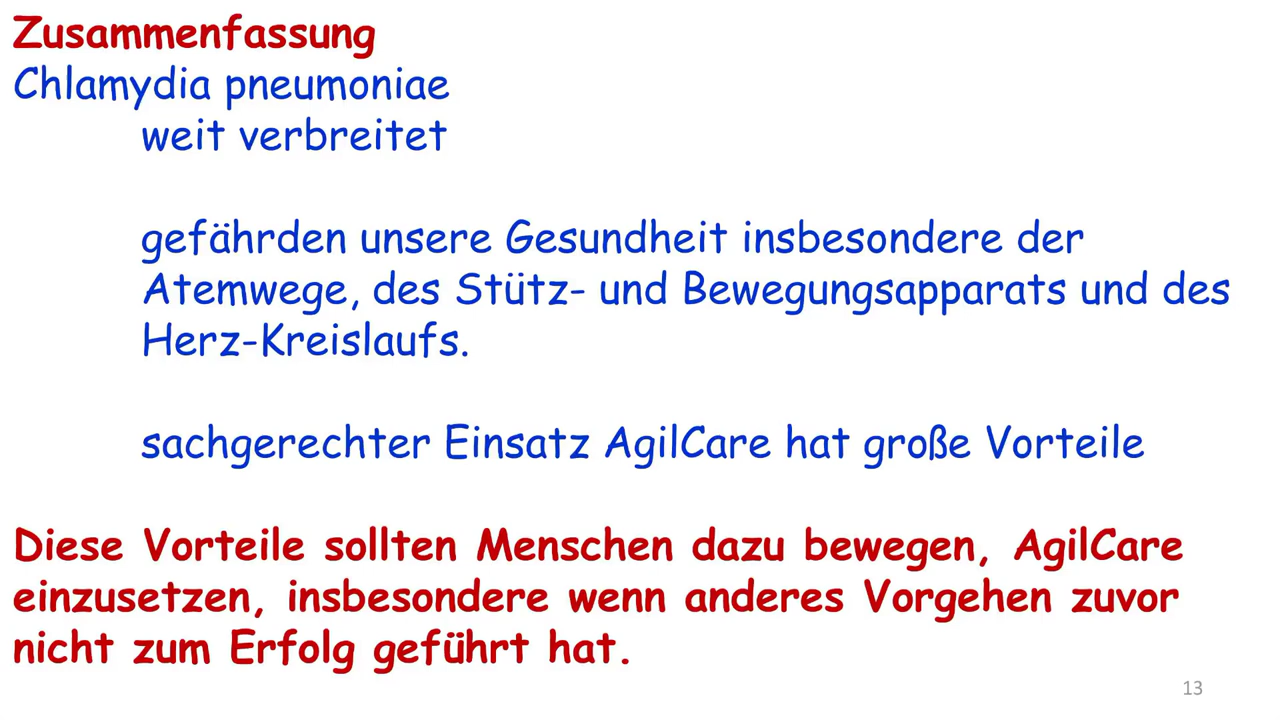 Zusammenfassung
Chlamydia pneumoniae
weit verbreitet
gefährden unsere Gesundheit insbesondere der
Atemwege, des Stütz- und Bewegungsapparats und des
Herz-Kreislaufs.
sachgerechter Einsatz AgilCare hat große Vorteile
Diese Vorteile sollten Menschen dazu bewegen, AgilCare
einzusetzen, insbesondere wenn anderes Vorgehen zuvor
nicht zum Erfolg geführt hat.
13